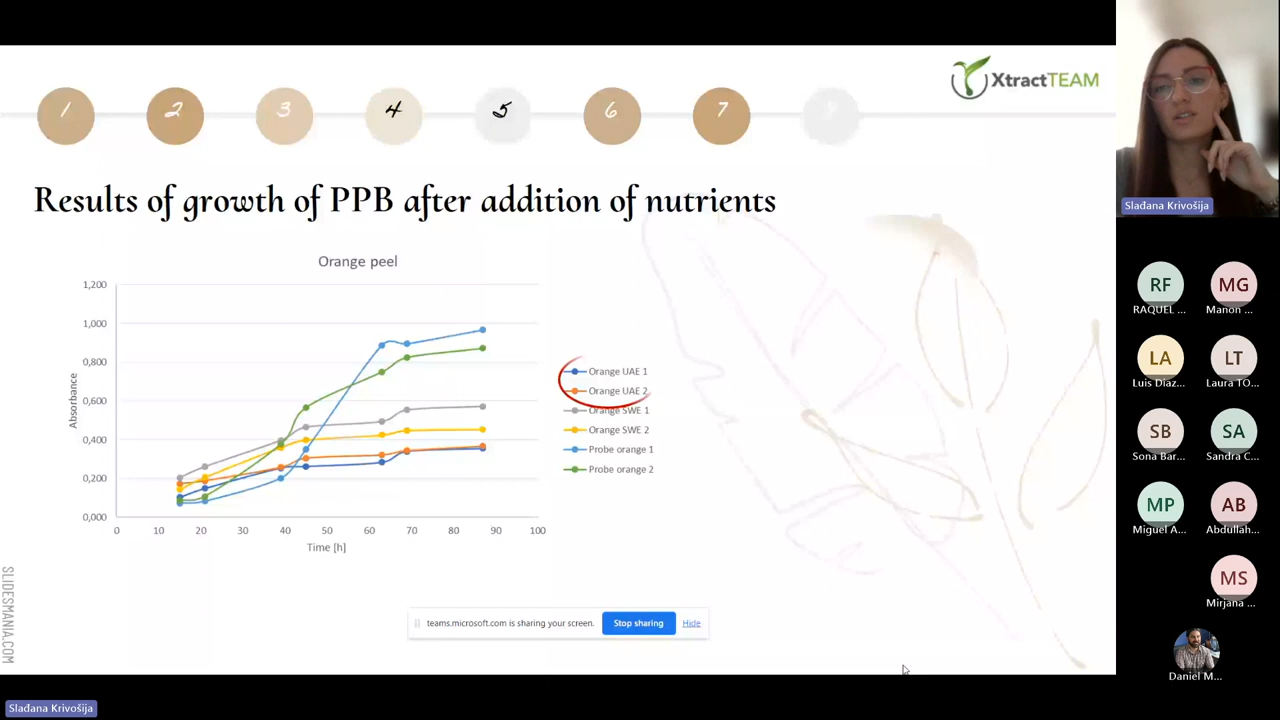 XtractTEAM
1 2 3 4 5 6 7
Results of growth of PPB after addition of nutrients
Orange peel
1,200
1,000
0,800
0,600
0,400
0,200
0,000
Absorbance
0 10 20 30 40 50 60 70 80 90 100
Time [h]
Orange UAE 1
Orange UAE 2
Orange SWE 1
Orange SWE 2
Probe orange 1
Probe orange 2
SLIDESMANIA.COM
teams.microsoft.com is sharing your screen. Stop sharing Hide
Slađana Krivošija
Slađana Krivošija
RF MG
RAQUEL ... Manon ...
LA LT
Luis Diaz... Laura TO...
SB SA
Sona Bar... Sandra C...
MP AB
Miguel A... Abdullah...
MS
Mirjana ...
Daniel M...